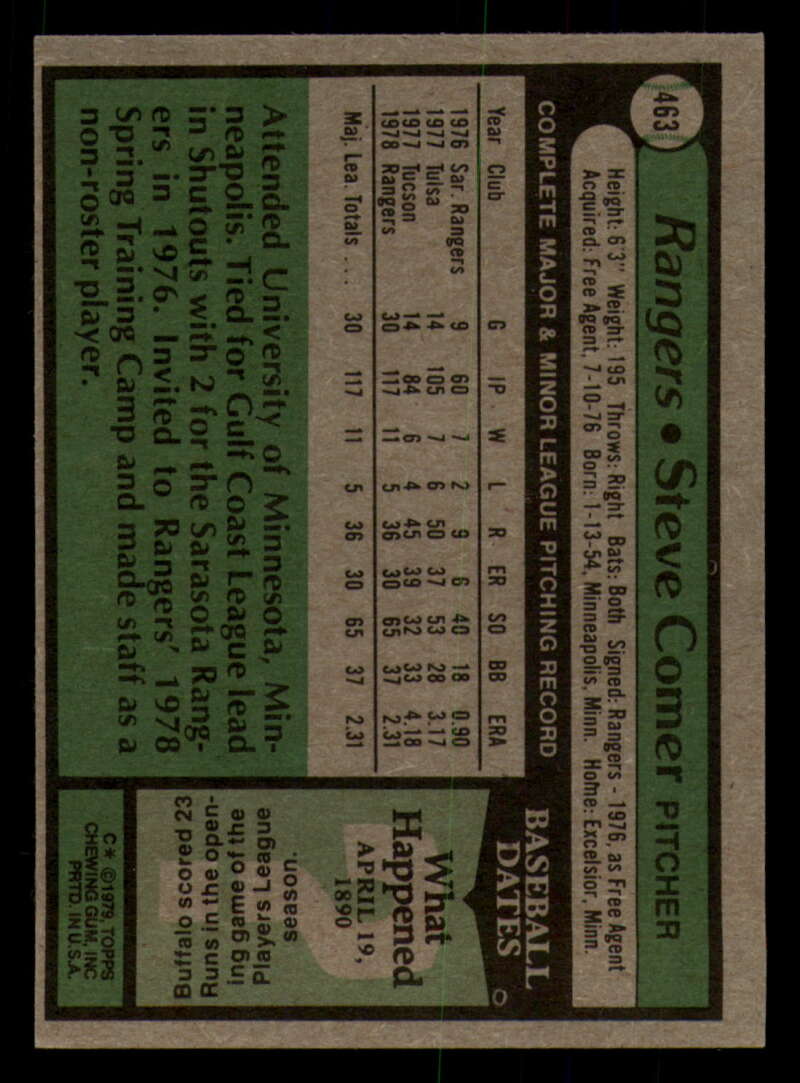 463
Rangers • Steve Comer PITCHER
Height: 6'3" Weight: 195 Throws: Right Bats: Both Signed: Rangers - 1976, as Free Agent
Acquired: Free Agent, 7-10-76 Born: 1-13-54, Minneapolis, Minn. Home: Excelsior, Minn.
COMPLETE MAJOR & MINOR LEAGUE PITCHING RECORD
Year Club G IP W L R ER SO BB ERA
1976 Sar. Rangers 9 60 7 2 9 6 40 18 0.90
1977 Tulsa 14 105 7 6 50 37 53 28 3.17
1977 Tucson 14 84 6 4 45 39 32 33 4.18
1978 Rangers 30 117 11 5 36 30 65 37 2.31
Maj. Lea. Totals ... 30 117 11 5 36 30 65 37 2.31
Attended University of Minnesota, Min-
neapolis. Tied for Gulf Coast League lead
in Shutouts with 2 for the Sarasota Rang-
ers in 1976. Invited to Rangers' 1978
Spring Training Camp and made staff as a
non-roster player.
BASEBALL
DATES
What
Happened
APRIL 19,
1890
Buffalo scored 23
Runs in the open-
ing game of the
Players League
season.
C* ©1979 TOPPS
CHEWING GUM, INC
PRTD. IN U.S.A.